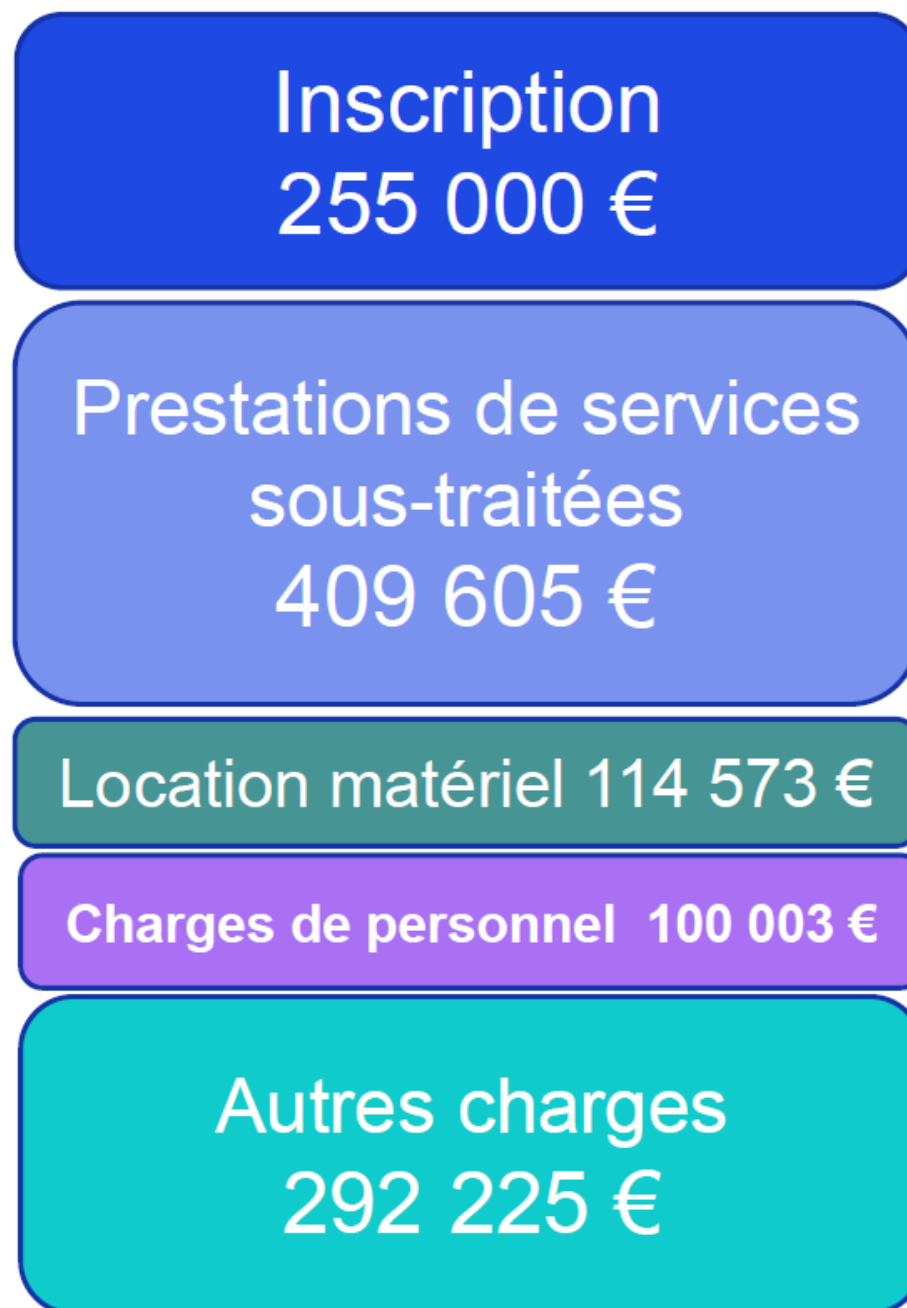 Inscription
255 000 €
Prestations de services
sous-traitées
409 605 €
Location matériel 114 573 €
Charges de personnel  100 003 €
Autres charges
292 225 €